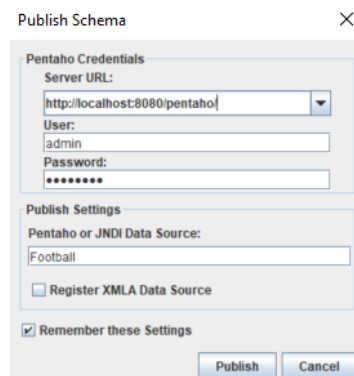 Publish Schema
Pentaho Credentials
Server URL:
http://localhost:8080/pentaho/
User:
admin
Password:
●●●●●●●●
Publish Settings
Pentaho or JNDI Data Source:
Football
Register XMLA Data Source
Remember these Settings
Publish Cancel